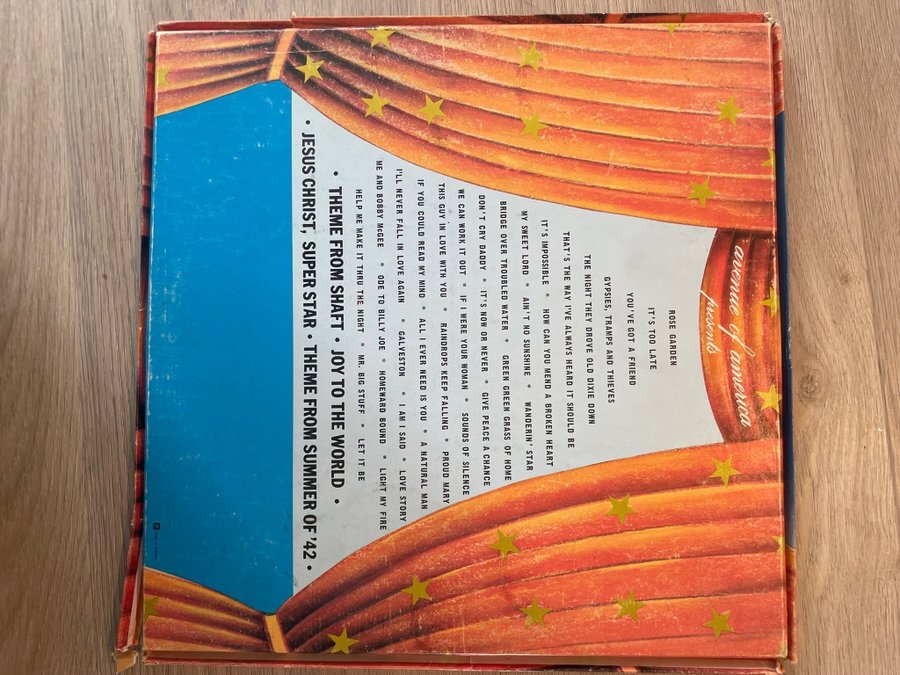 avenue of america
presents
ROSE GARDEN
IT'S TOO LATE
YOU'VE GOT A FRIEND
GYPSIES, TRAMPS AND THIEVES
THE NIGHT THEY DROVE OLD DIXIE DOWN
THAT'S THE WAY I'VE ALWAYS HEARD IT SHOULD BE
IT'S IMPOSSIBLE * HOW CAN YOU MEND A BROKEN HEART
MY SWEET LORD * AIN'T NO SUNSHINE * WANDERIN' STAR
BRIDGE OVER TROUBLED WATER * GREEN GREEN GRASS OF HOME
DON'T CRY DADDY * IT'S NOW OR NEVER * GIVE PEACE A CHANCE
WE CAN WORK IT OUT * IF I WERE YOUR WOMAN * SOUNDS OF SILENCE
THIS GUY IN LOVE WITH YOU * RAINDROPS KEEP FALLING * PROUD MARY
IF YOU COULD READ MY MIND * ALL I EVER NEED IS YOU * A NATURAL MAN
I'LL NEVER FALL IN LOVE AGAIN * GALVESTON * I AM I SAID * LOVE STORY
ME AND BOBBY McGEE * ODE TO BILLY JOE * HOMEWARD BOUND * LIGHT MY FIRE
HELP ME MAKE IT THRU THE NIGHT * MR. BIG STUFF * LET IT BE
• THEME FROM SHAFT • JOY TO THE WORLD •
• JESUS CHRIST, SUPER STAR • THEME FROM SUMMER OF '42 •